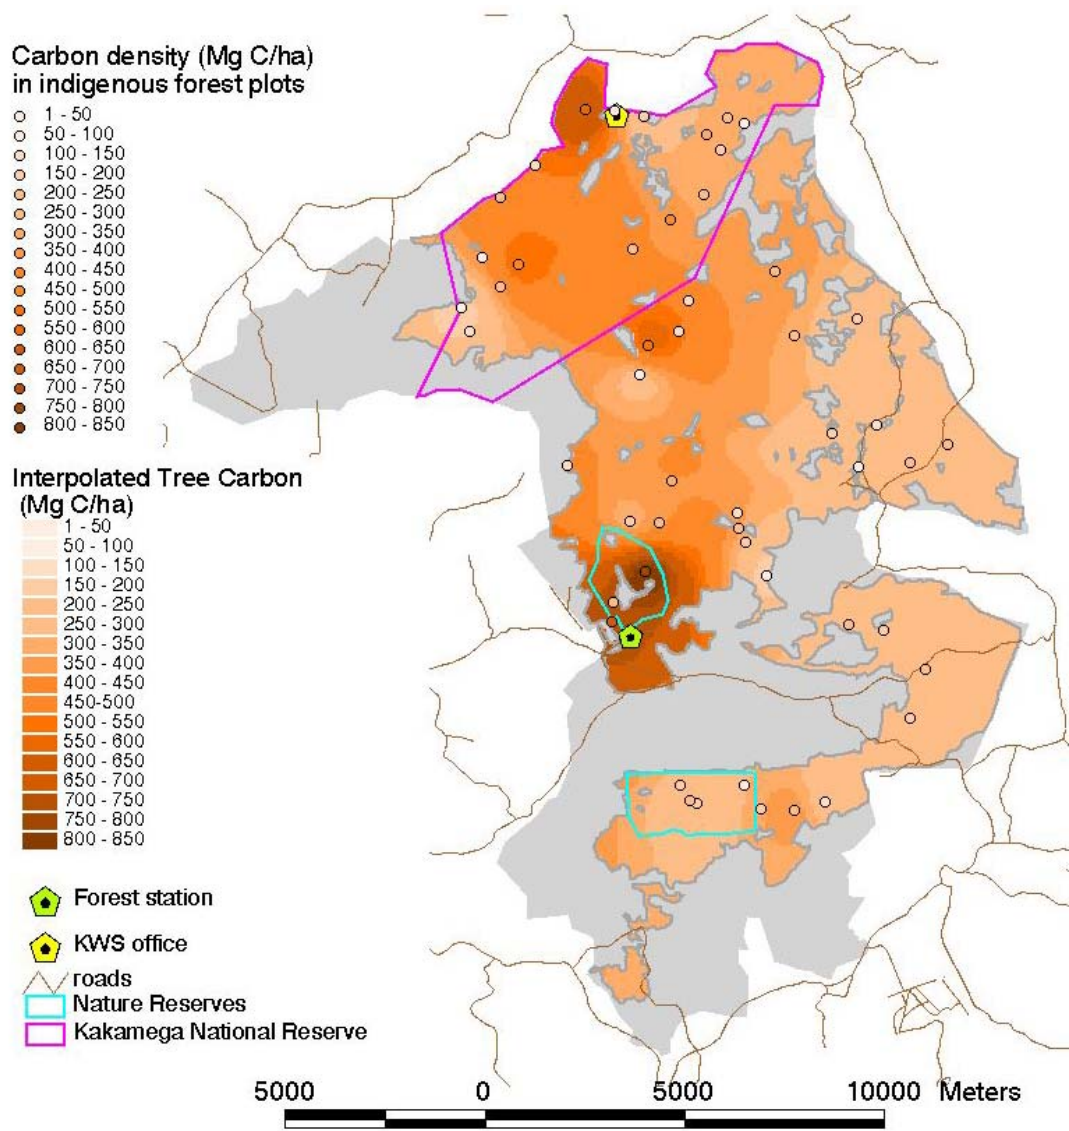 Carbon density (Mg C/ha)
in indigenous forest plots
1 - 50
50 - 100
100 - 150
150 - 200
200 - 250
250 - 300
300 - 350
350 - 400
400 - 450
450 - 500
500 - 550
550 - 600
600 - 650
650 - 700
700 - 750
750 - 800
800 - 850
Interpolated Tree Carbon
(Mg C/ha)
1 - 50
50 - 100
100 - 150
150 - 200
200 - 250
250 - 300
300 - 350
350 - 400
400 - 450
450-500
500 - 550
550 - 600
600 - 650
650 - 700
700 - 750
750 - 800
800 - 850
Forest station
KWS office
roads
Nature Reserves
Kakamega National Reserve
5000 0 5000 10000 Meters